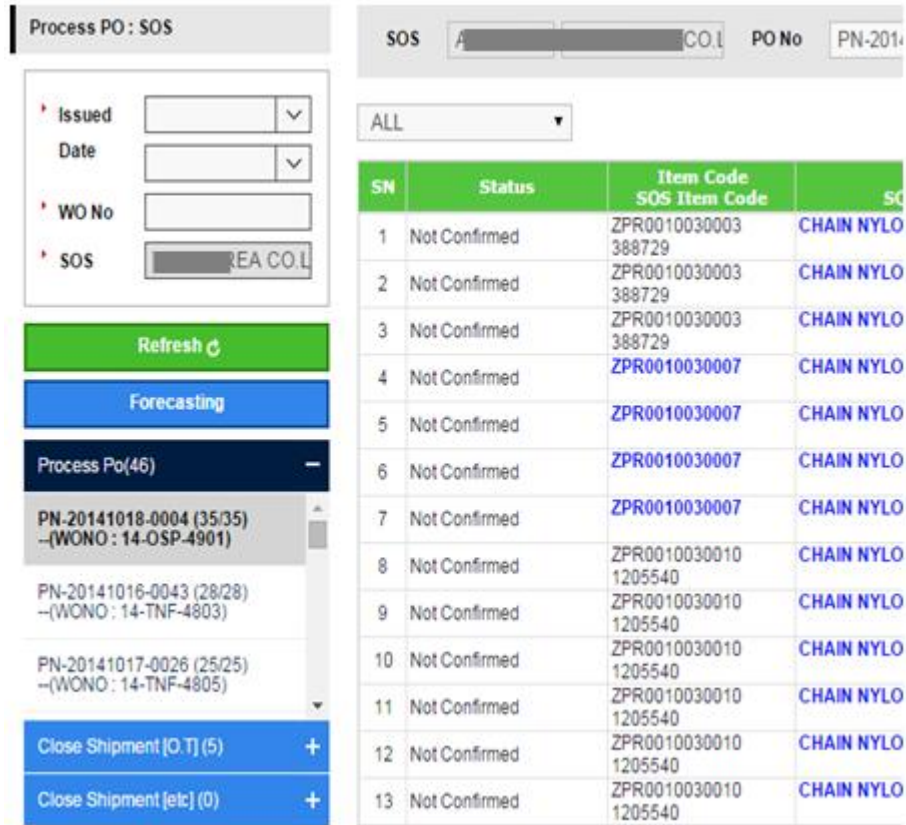 Process PO : SOS
Issued
Date
WO No
SOS
REA CO.L
Refresh
Forecasting
Process Po(46)
PN-20141018-0004 (35/35)
--(WONO : 14-OSP-4901)
PN-20141016-0043 (28/28)
--(WONO : 14-TNF-4803)
PN-20141017-0026 (25/25)
--(WONO : 14-TNF-4805)
Close Shipment [O.T] (5)
Close Shipment [etc] (0)
SOS A CO.L PO No PN-2014
ALL
SN Status Item Code
SOS Item Code SO
1 Not Confirmed ZPR0010030003 CHAIN NYLO
388729
2 Not Confirmed ZPR0010030003 CHAIN NYLO
388729
3 Not Confirmed ZPR0010030003 CHAIN NYLO
388729
4 Not Confirmed ZPR0010030007 CHAIN NYLO
5 Not Confirmed ZPR0010030007 CHAIN NYLO
6 Not Confirmed ZPR0010030007 CHAIN NYLO
7 Not Confirmed ZPR0010030007 CHAIN NYLO
8 Not Confirmed ZPR0010030010 CHAIN NYLO
1205540
9 Not Confirmed ZPR0010030010 CHAIN NYLO
1205540
10 Not Confirmed ZPR0010030010 CHAIN NYLO
1205540
11 Not Confirmed ZPR0010030010 CHAIN NYLO
1205540
12 Not Confirmed ZPR0010030010 CHAIN NYLO
1205540
13 Not Confirmed ZPR0010030010 CHAIN NYLO
1205540